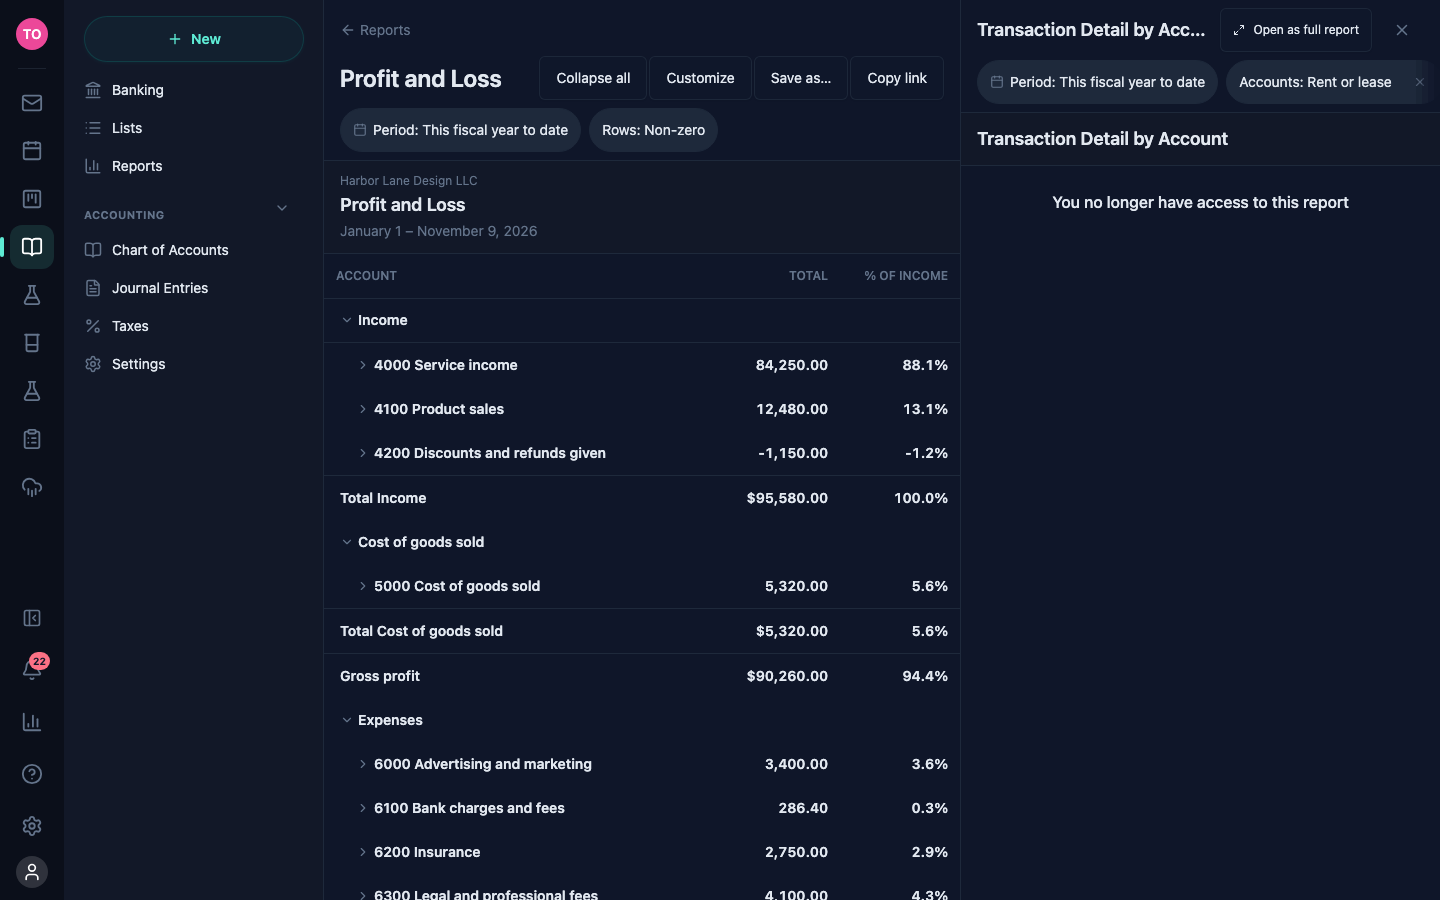 TO
22
New
Banking
Lists
Reports
ACCOUNTING
Chart of Accounts
Journal Entries
Taxes
Settings
Reports
Profit and Loss
Collapse all
Customize
Save as...
Copy link
Period: This fiscal year to date
Rows: Non-zero
Harbor Lane Design LLC
Profit and Loss
January 1 – November 9, 2026
ACCOUNT TOTAL % OF INCOME
Income
4000 Service income 84,250.00 88.1%
4100 Product sales 12,480.00 13.1%
4200 Discounts and refunds given -1,150.00 -1.2%
Total Income $95,580.00 100.0%
Cost of goods sold
5000 Cost of goods sold 5,320.00 5.6%
Total Cost of goods sold $5,320.00 5.6%
Gross profit $90,260.00 94.4%
Expenses
6000 Advertising and marketing 3,400.00 3.6%
6100 Bank charges and fees 286.40 0.3%
6200 Insurance 2,750.00 2.9%
6300 Legal and professional fees 4,100.00 4.3%
Transaction Detail by Acc...
Open as full report
Period: This fiscal year to date
Accounts: Rent or lease
Transaction Detail by Account
You no longer have access to this report